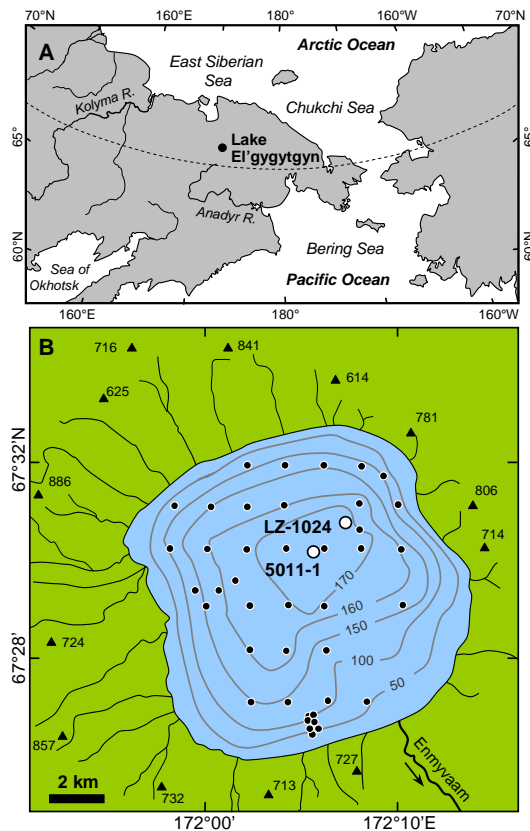 70°N 160°E 180° 160°W 70°N
A
Arctic Ocean
East Siberian
Sea
Chukchi Sea
Kolyma R.
65°
65°
Lake
El'gygytgyn
Anadyr R.
60°N
60°N
Bering Sea
Sea of
Okhotsk
Pacific Ocean
160°E 180° 160°W
B
716
841
614
625
781
67°32'N
886
806
LZ-1024
714
5011-1
170
160
150
724
67°28'
100
50
857
727
Enmyvaam
2 km
732
713
172°00' 172°10'